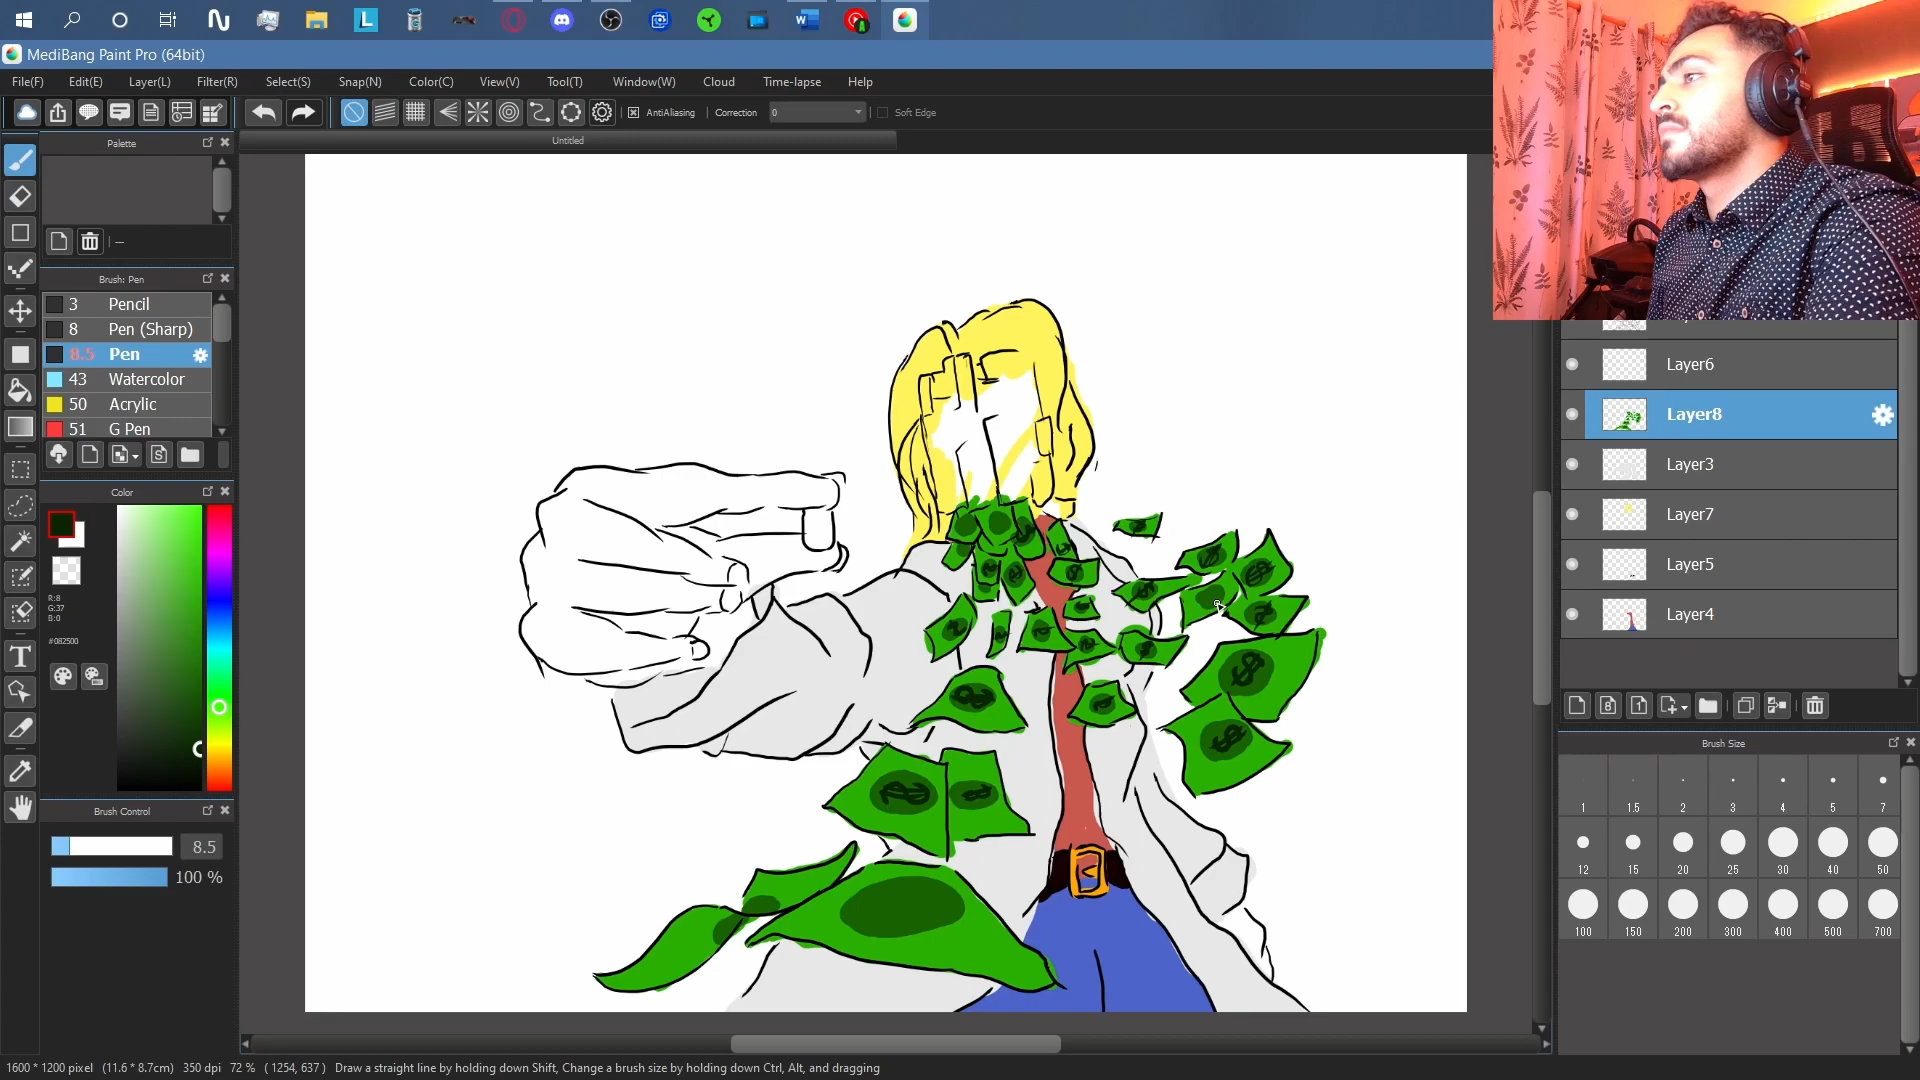 MediBang Paint Pro (64bit)
File(F) Edit(E) Layer(L) Filter(R) Select(S) Snap(N) Color(C) View(V) Tool(T) Window(W) Cloud Time-lapse Help
AntiAliasing Correction 0 Soft Edge
Untitled
Palette
--
Brush: Pen
3 Pencil
8 Pen (Sharp)
8.5 Pen
43 Watercolor
50 Acrylic
51 G Pen
Color
R:8
G:37
B:0
#082500
Brush Control
8.5
100 %
Layer6
Layer8
Layer3
Layer7
Layer5
Layer4
Brush Size
1 1.5 2 3 4 5 7
12 15 20 25 30 40 50
100 150 200 300 400 500 700
1600 * 1200 pixel (11.6 * 8.7cm) 350 dpi 72 % ( 1254, 637 ) Draw a straight line by holding down Shift, Change a brush size by holding down Ctrl, Alt, and dragging